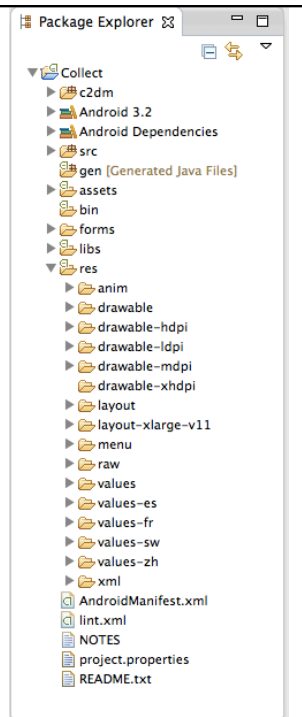 Package Explorer
Collect
c2dm
Android 3.2
Android Dependencies
src
gen [Generated Java Files]
assets
bin
forms
libs
res
anim
drawable
drawable-hdpi
drawable-ldpi
drawable-mdpi
drawable-xhdpi
layout
layout-xlarge-v11
menu
raw
values
values-es
values-fr
values-sw
values-zh
xml
AndroidManifest.xml
lint.xml
NOTES
project.properties
README.txt